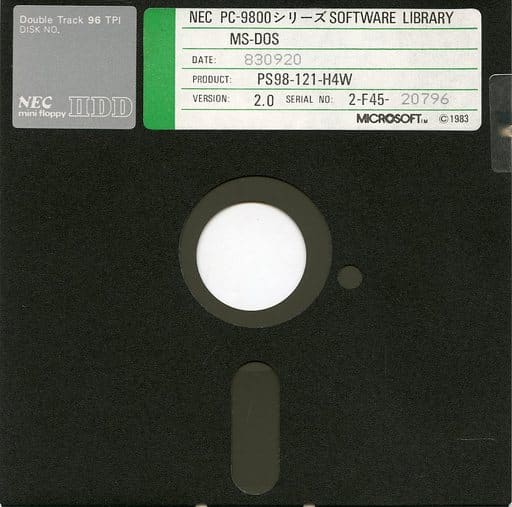 Double Track 96 TPI
DISK NO.
NEC
mini floppy IIDD
NEC PC-9800シリーズ SOFTWARE LIBRARY
MS-DOS
DATE: 830920
PRODUCT: PS98-121-H4W
VERSION: 2.0 SERIAL NO: 2-F45- 20796
MICROSOFT™ ©1983